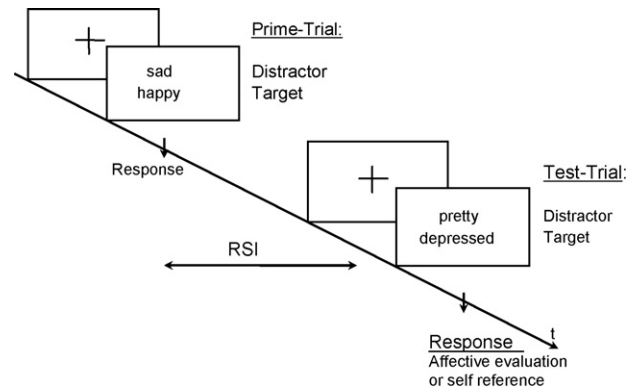 Prime-Trial:
sad
happy
Distractor
Target
Response
Test-Trial:
pretty
depressed
Distractor
Target
RSI
t
Response
Affective evaluation
or self reference